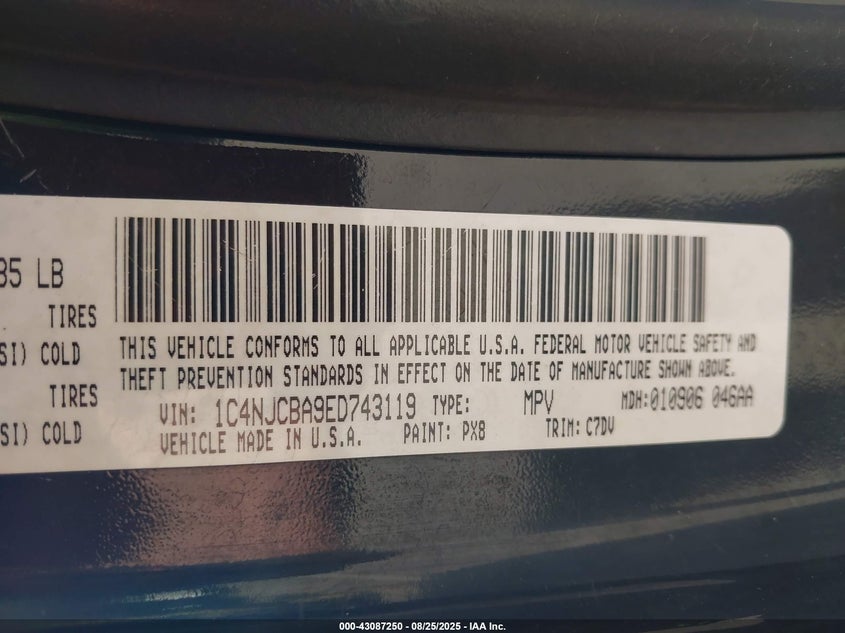 85 LB
TIRES
SI) COLD
TIRES
SI) COLD
THIS VEHICLE CONFORMS TO ALL APPLICABLE U.S.A. FEDERAL MOTOR VEHICLE SAFETY AND
THEFT PREVENTION STANDARDS IN EFFECT ON THE DATE OF MANUFACTURE SHOWN ABOVE.
VIN: 1C4NJCBA9ED743119 TYPE: MPV MDH:010906 046AA
VEHICLE MADE IN U.S.A. PAINT: PX8 TRIM: C7DV
000-43087250 - 08/25/2025 - IAA Inc.